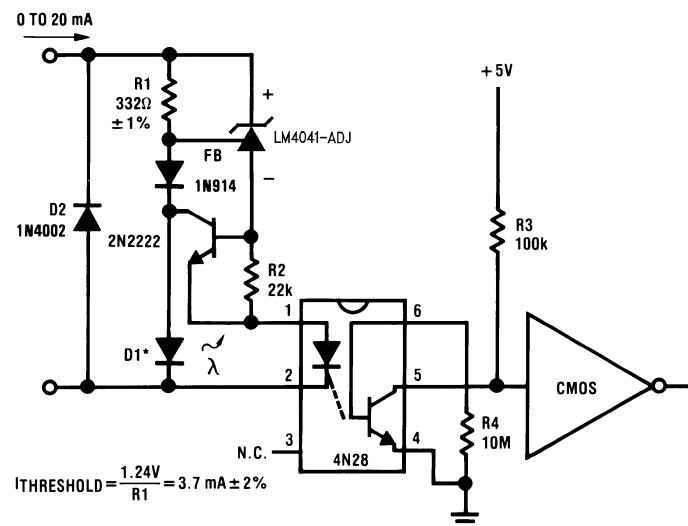 0 TO 20 mA
+5V
R1
332Ω
±1%
+
LM4041-ADJ
FB
–
1N914
D2
1N4002
2N2222
R2
22k
R3
100k
1
6
D1*
λ
2
5
CMOS
R4
10M
3
4
N.C.
4N28
ITHRESHOLD = 1.24V / R1 = 3.7 mA ± 2%